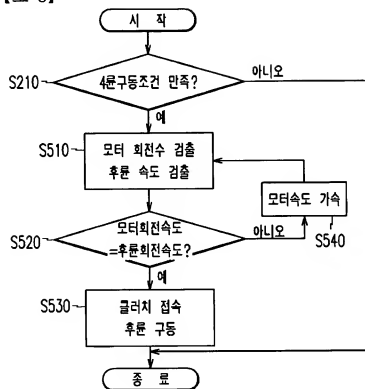 시 작
S210
4륜구동조건 만족?
아니오
예
S510
모터 회전수 검출
후륜 속도 검출
S520
모터회전속도
=후륜회전속도?
아니오
모터속도 가속
S540
예
S530
클러치 접속
후륜 구동
종 료